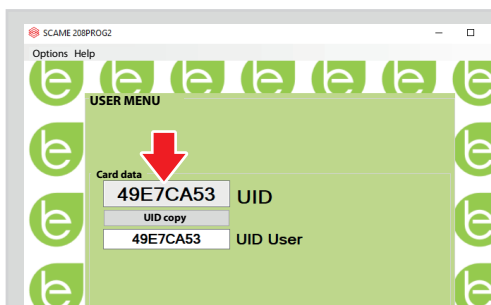 SCAME 208PROG2
Options Help
USER MENU
Card data
49E7CA53 UID
UID copy
49E7CA53 UID User